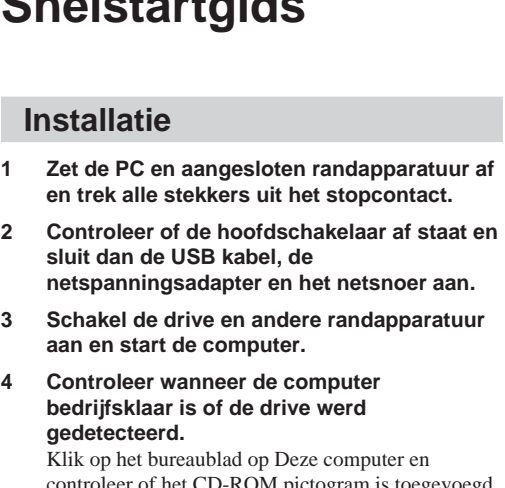 Snelstartgids
Installatie
1 Zet de PC en aangesloten randapparatuur af
en trek alle stekkers uit het stopcontact.
2 Controleer of de hoofdschakelaar af staat en
sluit dan de USB kabel, de
netspanningsadapter en het netsnoer aan.
3 Schakel de drive en andere randapparatuur
aan en start de computer.
4 Controleer wanneer de computer
bedrijfsklaar is of de drive werd
gedetecteerd.
Klik op het bureaublad op Deze computer en
controleer of het CD-ROM pictogram is toegevoegd